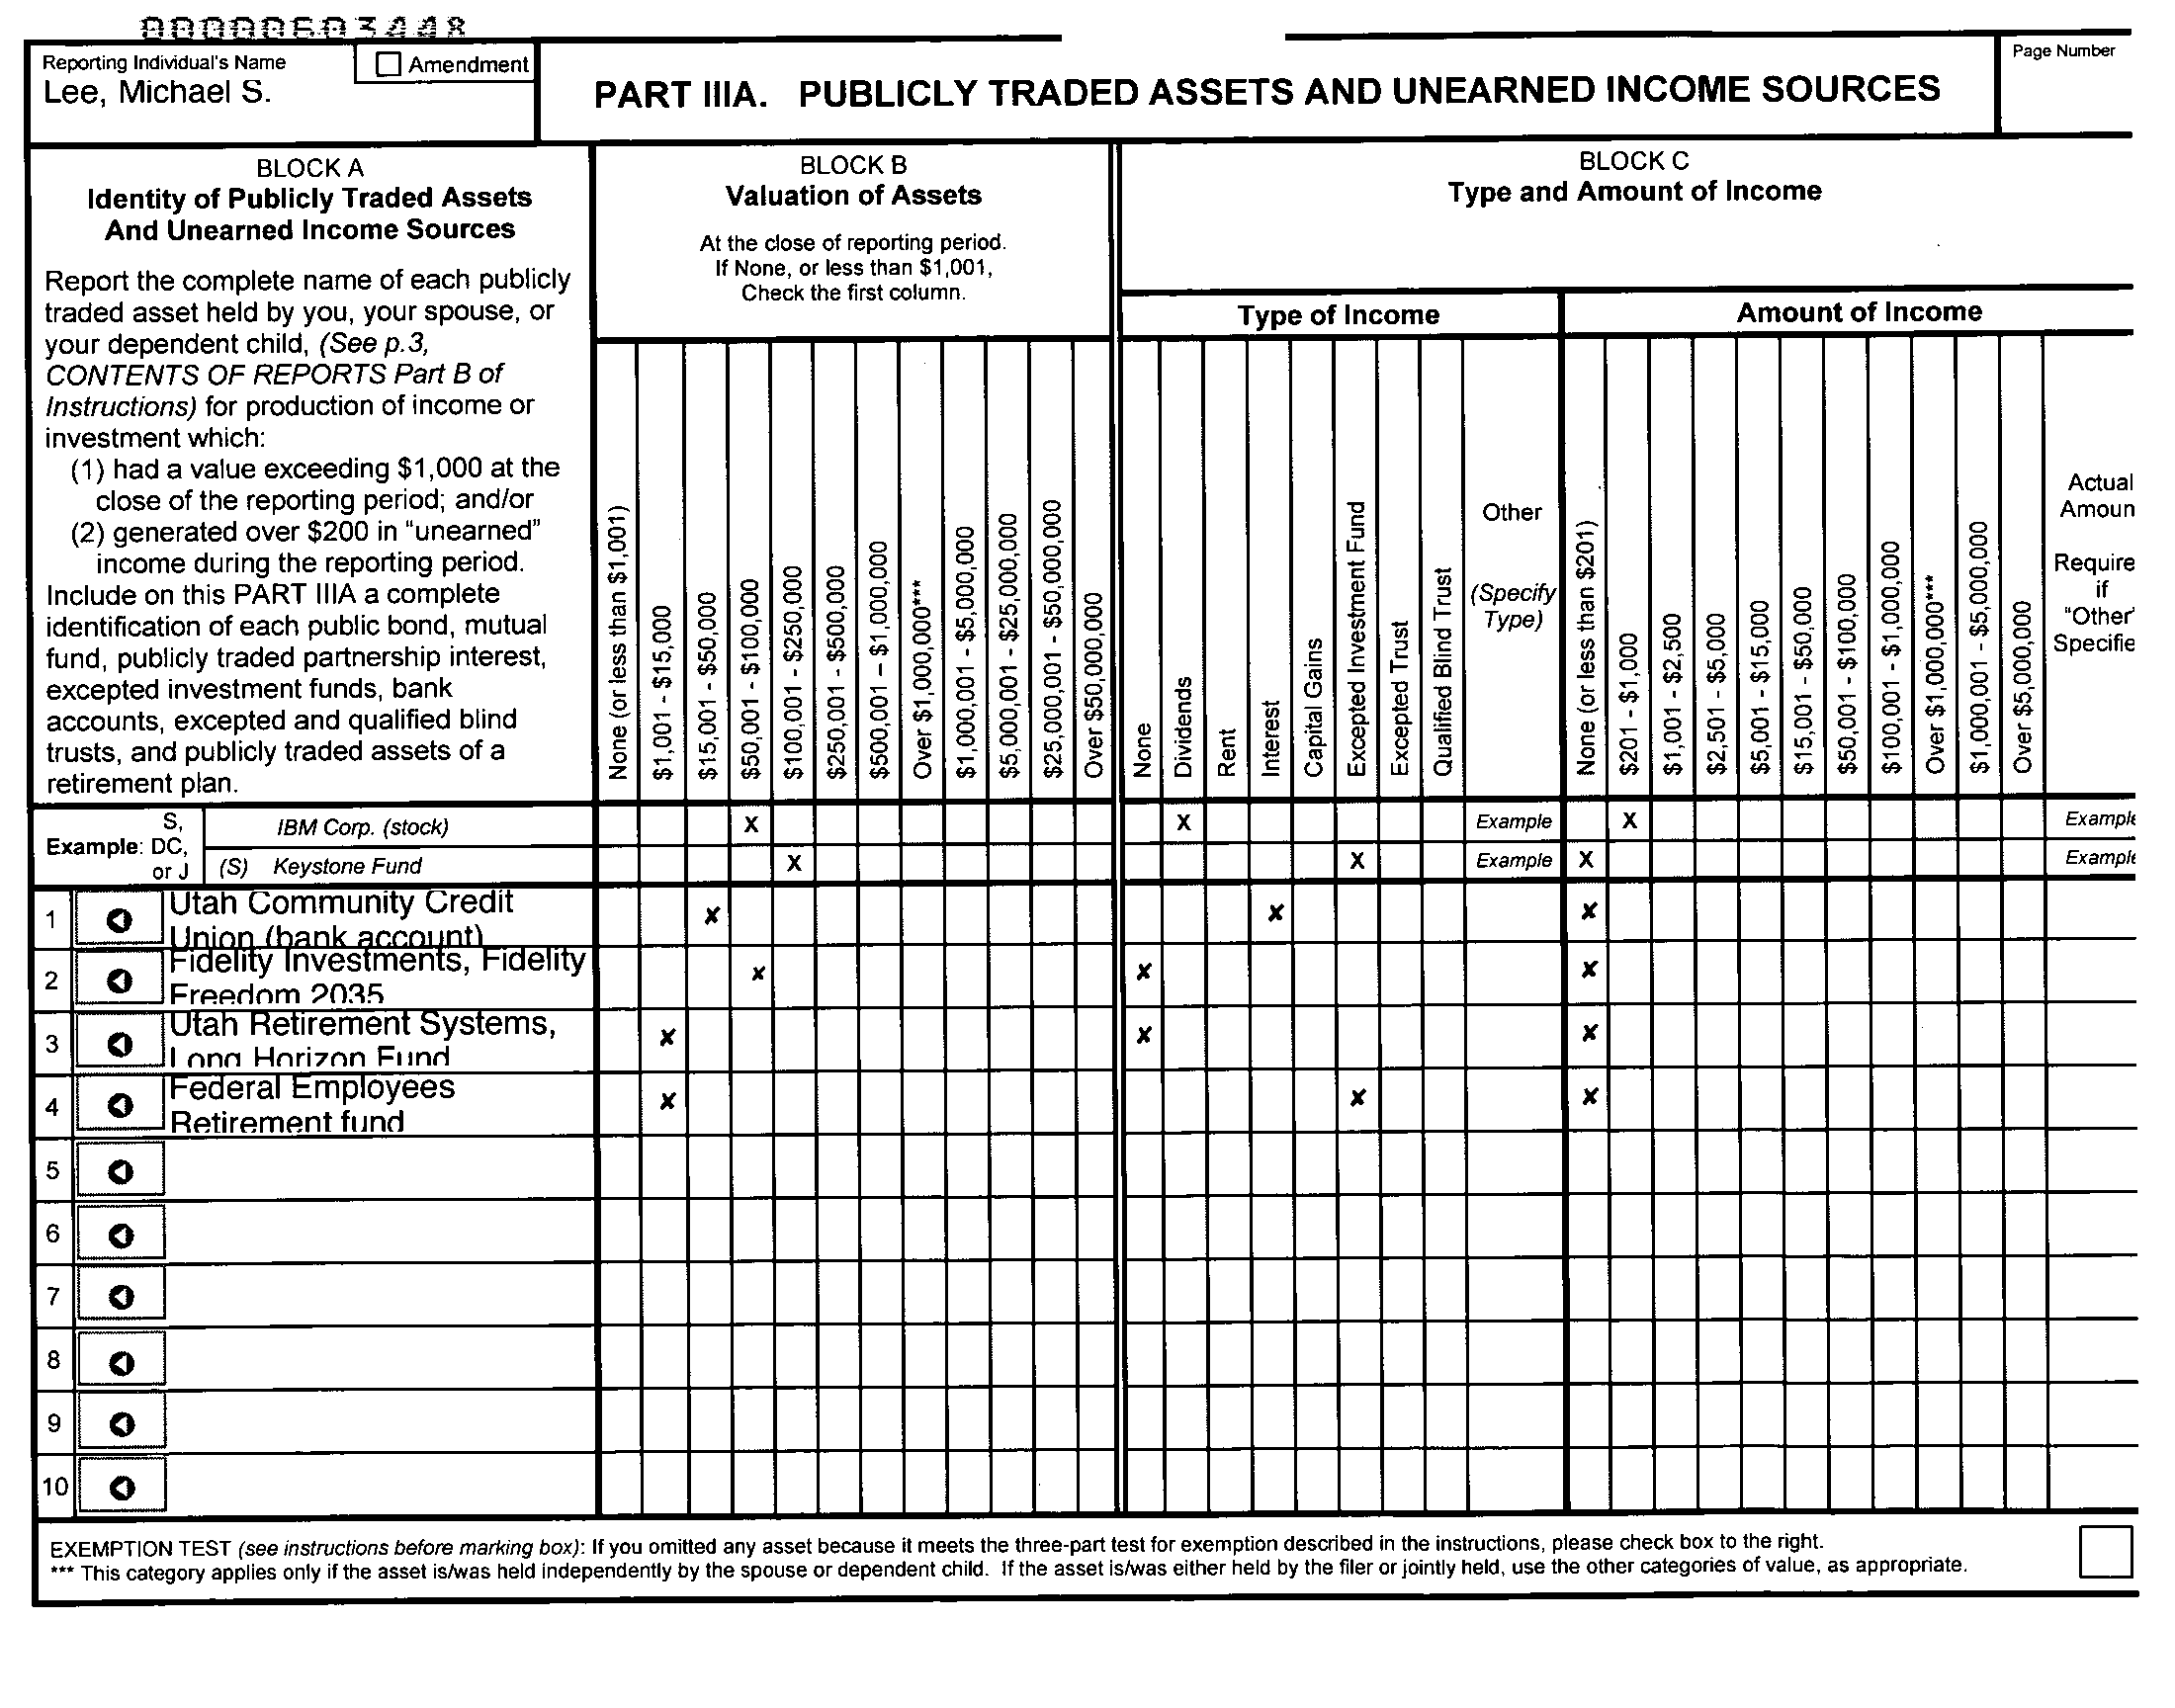 00000603448
Reporting Individual's Name
Amendment
Lee, Michael S.
PART IIIA. PUBLICLY TRADED ASSETS AND UNEARNED INCOME SOURCES
Page Number
BLOCK A
Identity of Publicly Traded Assets
And Unearned Income Sources
Report the complete name of each publicly
traded asset held by you, your spouse, or
your dependent child, (See p.3,
CONTENTS OF REPORTS Part B of
Instructions) for production of income or
investment which:
(1) had a value exceeding $1,000 at the
close of the reporting period; and/or
(2) generated over $200 in "unearned"
income during the reporting period.
Include on this PART IIIA a complete
identification of each public bond, mutual
fund, publicly traded partnership interest,
excepted investment funds, bank
accounts, excepted and qualified blind
trusts, and publicly traded assets of a
retirement plan.
BLOCK B
Valuation of Assets
At the close of reporting period.
If None, or less than $1,001,
Check the first column.
None (or less than $1,001)
$1,001 - $15,000
$15,001 - $50,000
$50,001 - $100,000
$100,001 - $250,000
$250,001 - $500,000
$500,001 - $1,000,000
Over $1,000,000***
$1,000,001 - $5,000,000
$5,000,001 - $25,000,000
$25,000,001 - $50,000,000
Over $50,000,000
BLOCK C
Type and Amount of Income
Type of Income
None
Dividends
Rent
Interest
Capital Gains
Excepted Investment Fund
Excepted Trust
Qualified Blind Trust
Other
(Specify
Type)
Amount of Income
None (or less than $201)
$201 - $1,000
$1,001 - $2,500
$2,501 - $5,000
$5,001 - $15,000
$15,001 - $50,000
$50,001 - $100,000
$100,001 - $1,000,000
Over $1,000,000***
$1,000,001 - $5,000,000
Over $5,000,000
Actual
Amoun
Require
if
"Other"
Specifie
Example: S,
DC,
or J
IBM Corp. (stock) X X Example X Example
(S) Keystone Fund X X Example X Example
1 Utah Community Credit
Union (bank account) x x x
2 Fidelity Investments, Fidelity
Freedom 2035 x x x
3 Utah Retirement Systems,
Long Horizon Fund x x x
4 Federal Employees
Retirement fund x x x
5
6
7
8
9
10
EXEMPTION TEST (see instructions before marking box): If you omitted any asset because it meets the three-part test for exemption described in the instructions, please check box to the right.
*** This category applies only if the asset is/was held independently by the spouse or dependent child. If the asset is/was either held by the filer or jointly held, use the other categories of value, as appropriate.